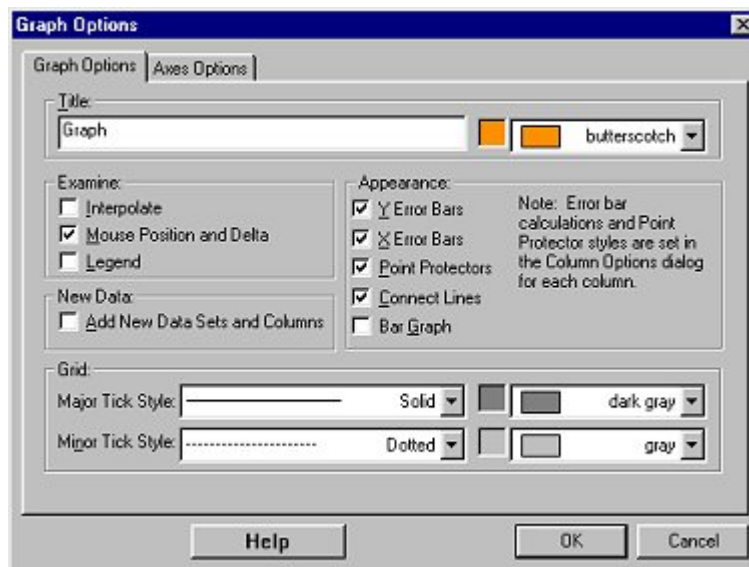 Graph Options
Graph Options Axes Options
Title:
Graph butterscotch
Examine:
Interpolate
Mouse Position and Delta
Legend
New Data:
Add New Data Sets and Columns
Appearance:
Y Error Bars
X Error Bars
Point Protectors
Connect Lines
Bar Graph
Note: Error bar
calculations and Point
Protector styles are set in
the Column Options dialog
for each column.
Grid:
Major Tick Style: Solid dark gray
Minor Tick Style: Dotted gray
Help OK Cancel